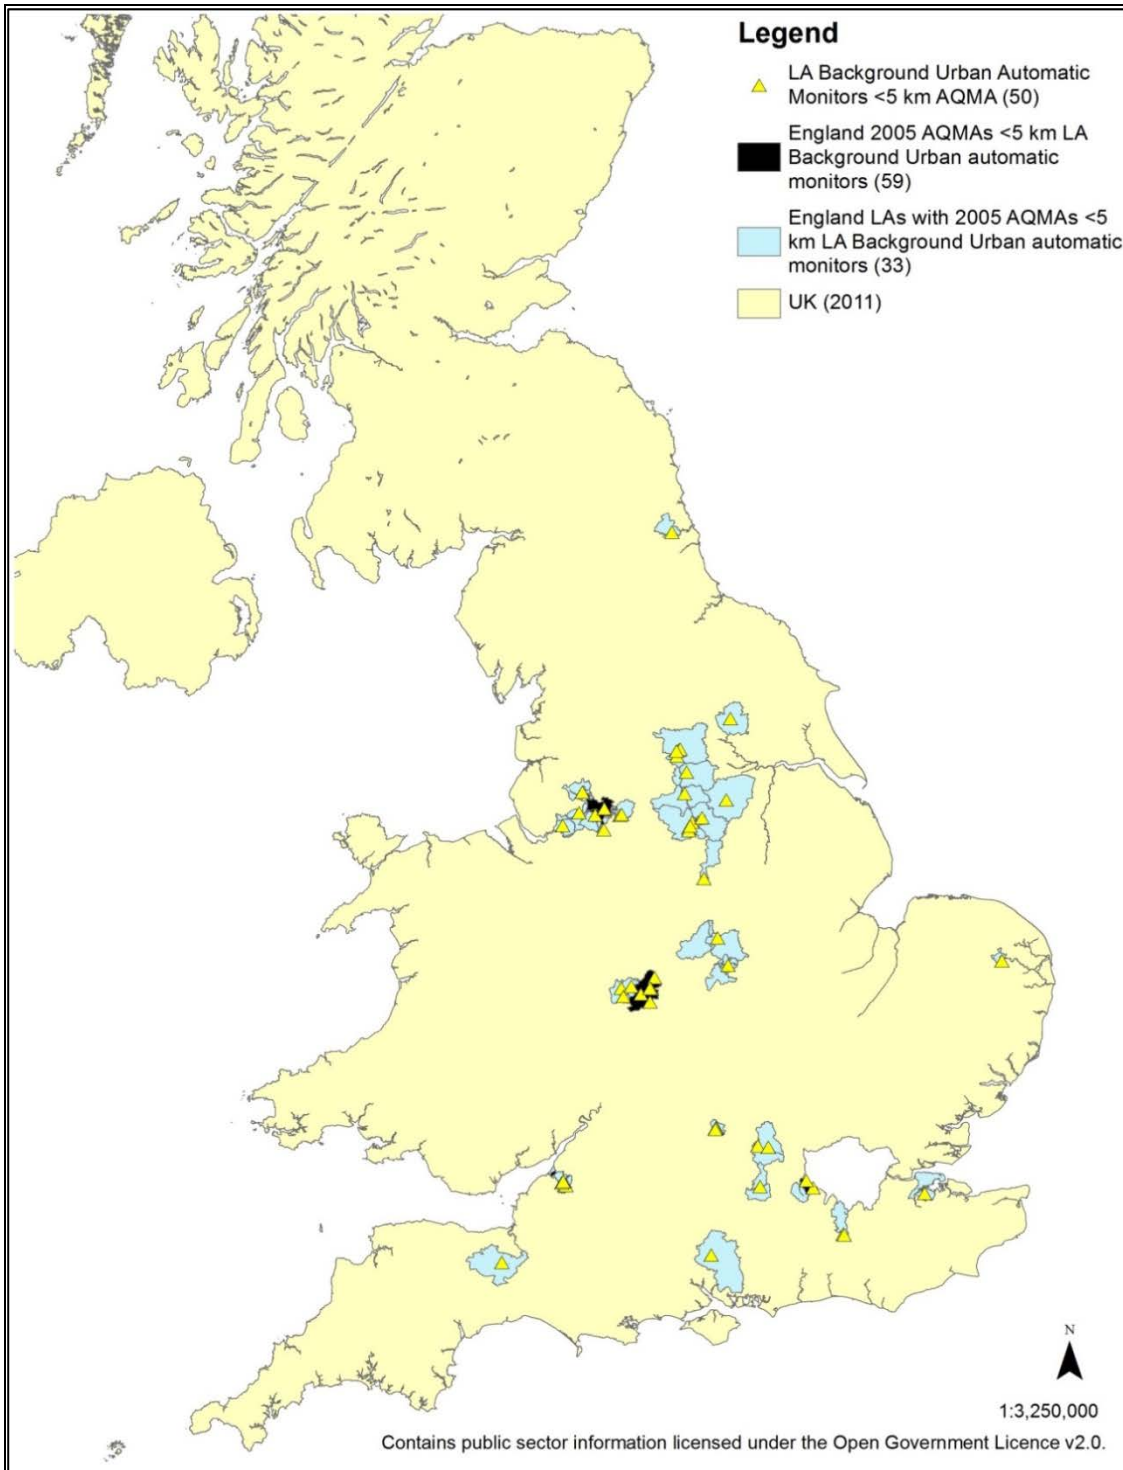 Legend
LA Background Urban Automatic
Monitors <5 km AQMA (50)
England 2005 AQMAs <5 km LA
Background Urban automatic
monitors (59)
England LAs with 2005 AQMAs <5
km LA Background Urban automatic
monitors (33)
UK (2011)
N
1:3,250,000
Contains public sector information licensed under the Open Government Licence v2.0.